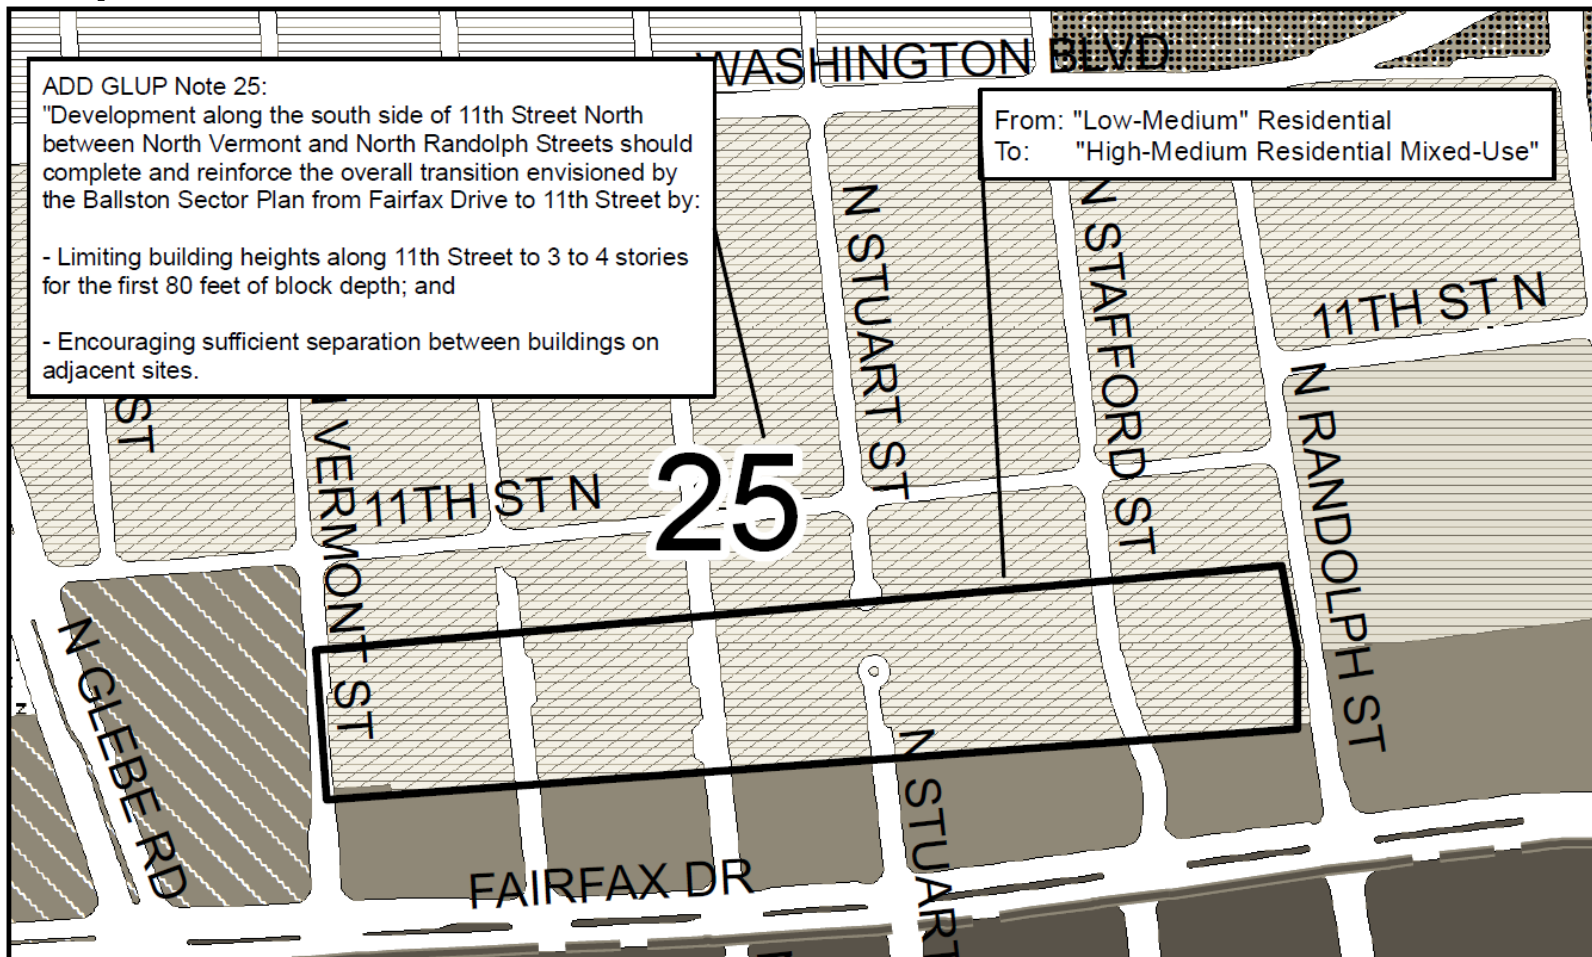 WASHINGTON BLVD
ADD GLUP Note 25:
"Development along the south side of 11th Street North
between North Vermont and North Randolph Streets should
complete and reinforce the overall transition envisioned by
the Ballston Sector Plan from Fairfax Drive to 11th Street by:
- Limiting building heights along 11th Street to 3 to 4 stories
for the first 80 feet of block depth; and
- Encouraging sufficient separation between buildings on
adjacent sites.
From: "Low-Medium" Residential
To: "High-Medium Residential Mixed-Use"
N STUART ST
N STAFFORD ST
11TH ST N
N RANDOLPH ST
ST
N VERMONT ST
11TH ST N
25
N GLEBE RD
N STUART
FAIRFAX DR